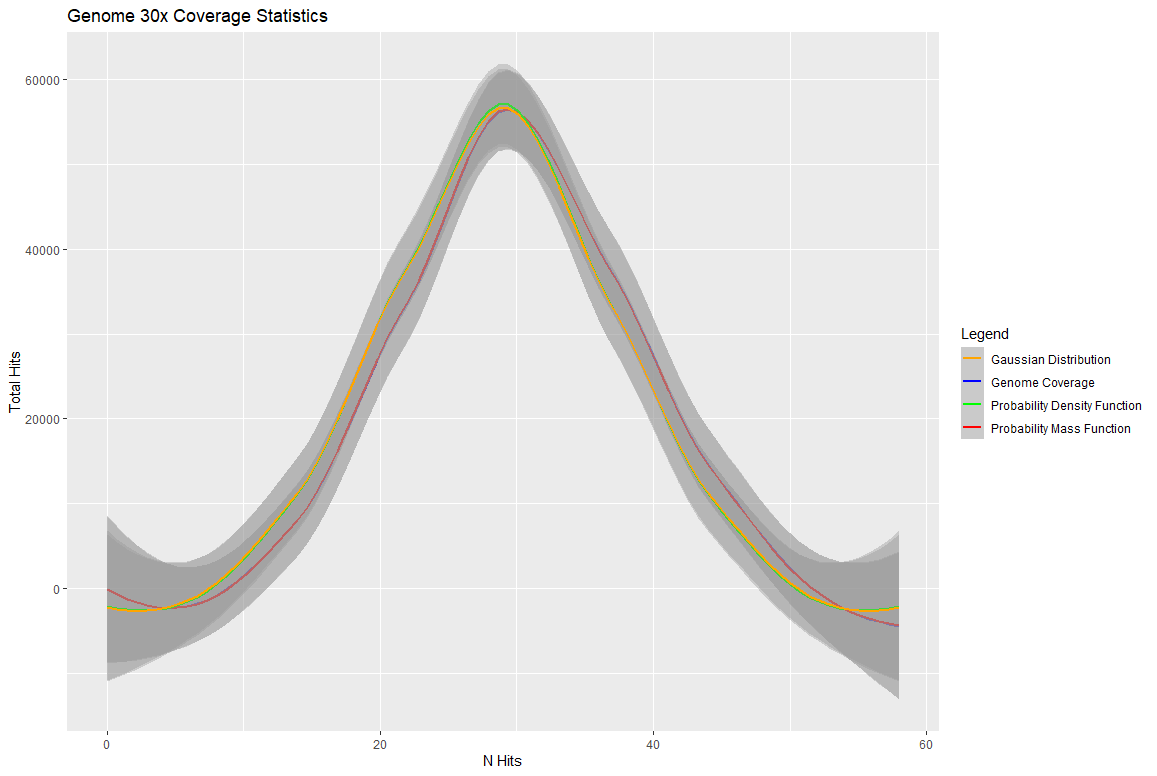 Genome 30x Coverage Statistics
Total Hits
60000
40000
20000
0
0
20
40
60
N Hits
Legend
Gaussian Distribution
Genome Coverage
Probability Density Function
Probability Mass Function